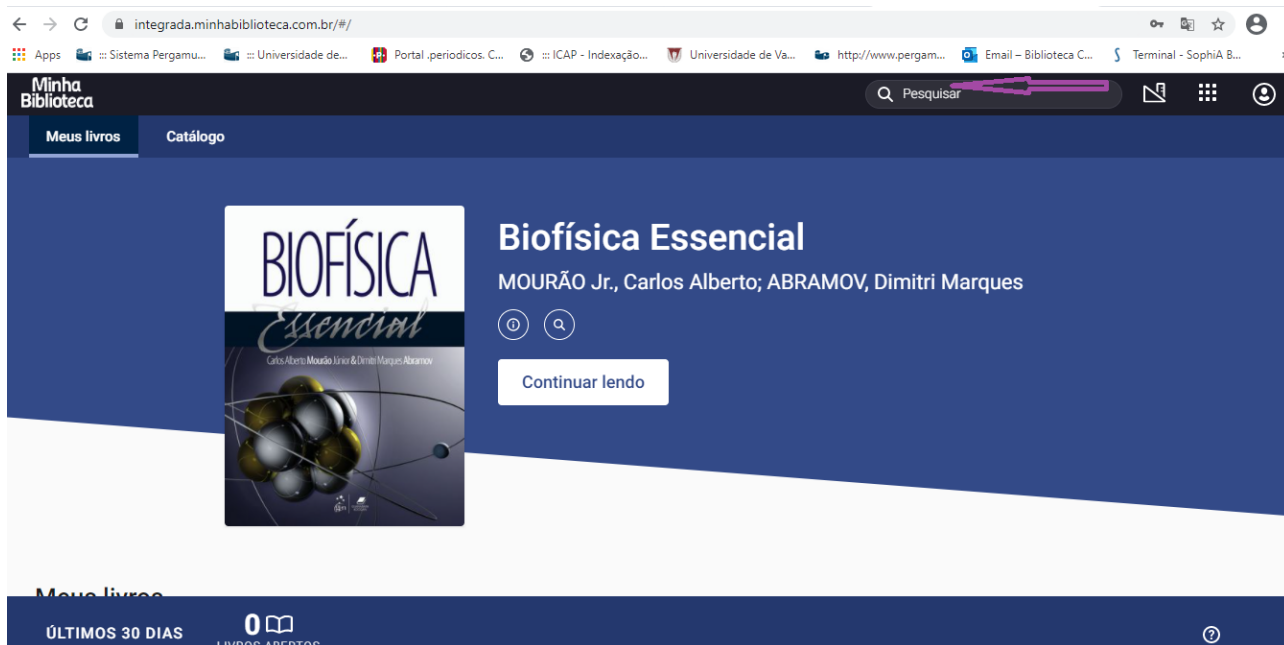 integrada.minhabiblioteca.com.br/#/
Apps ::: Sistema Pergamu... ::: Universidade de... Portal .periodicos. C... ::: ICAP - Indexação... Universidade de Va... http://www.pergam... Email – Biblioteca C... Terminal - SophiA B...
Minha
Biblioteca
Pesquisar
Meus livros Catálogo
BIOFÍSICA
Essencial
Carlos Alberto Mourão Júnior & Dimitri Marques Abramov
Biofísica Essencial
MOURÃO Jr., Carlos Alberto; ABRAMOV, Dimitri Marques
Continuar lendo
Meus livros
ÚLTIMOS 30 DIAS
0
LIVROS ABERTOS